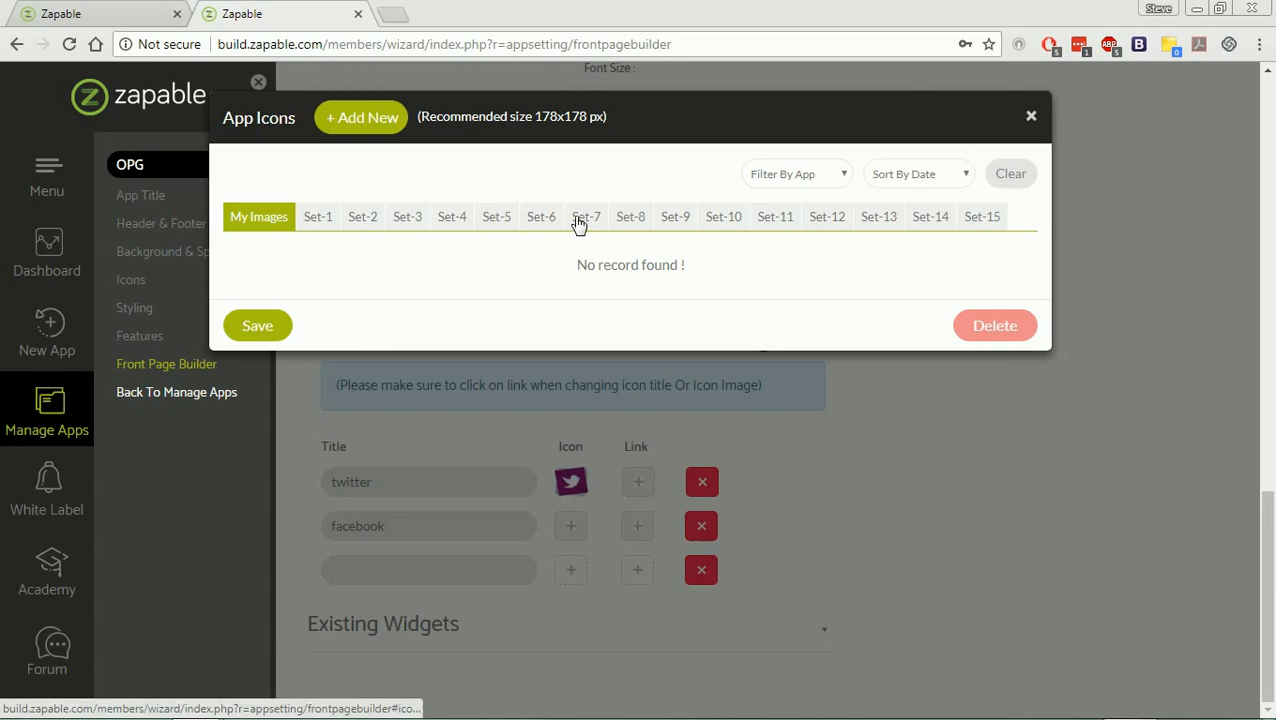 Zapable
Zapable
Steve
Not secure
build.zapable.com/members/wizard/index.php?r=appsetting/frontpagebuilder
5
1
ABP
5
B
0
zapable
Menu
Dashboard
New App
Manage Apps
White Label
Academy
Forum
OPG
App Title
Header & Footer
Background & Sp
Icons
Styling
Features
Front Page Builder
Back To Manage Apps
Font Size :
App Icons
+ Add New
(Recommended size 178x178 px)
Filter By App
Sort By Date
Clear
My Images
Set-1
Set-2
Set-3
Set-4
Set-5
Set-6
Set-7
Set-8
Set-9
Set-10
Set-11
Set-12
Set-13
Set-14
Set-15
No record found !
Save
Delete
(Please make sure to click on link when changing icon title Or Icon Image)
Title
Icon
Link
twitter
facebook
Existing Widgets
build.zapable.com/members/wizard/index.php?r=appsetting/frontpagebuilder#ico...